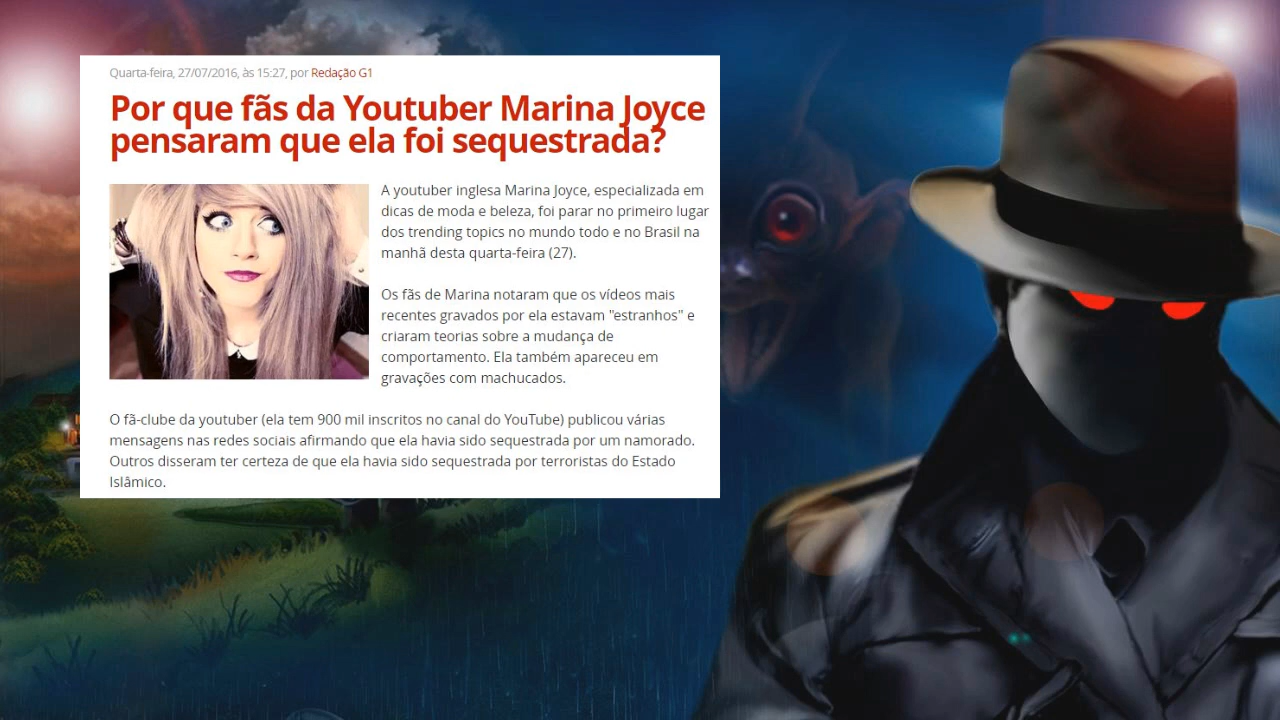 Quarta-feira, 27/07/2016, às 15:27, por Redação G1
Por que fãs da Youtuber Marina Joyce
pensaram que ela foi sequestrada?
A youtuber inglesa Marina Joyce, especializada em
dicas de moda e beleza, foi parar no primeiro lugar
dos trending topics no mundo todo e no Brasil na
manhã desta quarta-feira (27).
Os fãs de Marina notaram que os vídeos mais
recentes gravados por ela estavam "estranhos" e
criaram teorias sobre a mudança de
comportamento. Ela também apareceu em
gravações com machucados.
O fã-clube da youtuber (ela tem 900 mil inscritos no canal do YouTube) publicou várias
mensagens nas redes sociais afirmando que ela havia sido sequestrada por um namorado.
Outros disseram ter certeza de que ela havia sido sequestrada por terroristas do Estado
Islâmico.